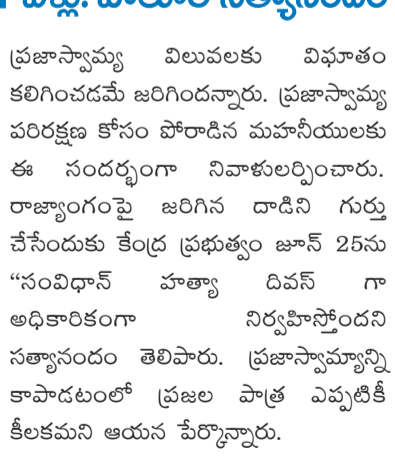 ప్రజాస్వామ్య విలువలకు విఘాతం
కలిగించడమే జరిగిందన్నారు. ప్రజాస్వామ్య
పరిరక్షణ కోసం పోరాడిన మహనీయులకు
ఈ సందర్భంగా నివాళులర్పించారు.
రాజ్యాంగంపై జరిగిన దాడిని గుర్తు
చేసేందుకు కేంద్ర ప్రభుత్వం జూన్ 25ను
“సంవిధాన్ హత్యా దివస్ గా
అధికారికంగా నిర్వహిస్తోందని
సత్యానందం తెలిపారు. ప్రజాస్వామ్యాన్ని
కాపాడటంలో ప్రజల పాత్ర ఎప్పటికీ
కీలకమని ఆయన పేర్కొన్నారు.